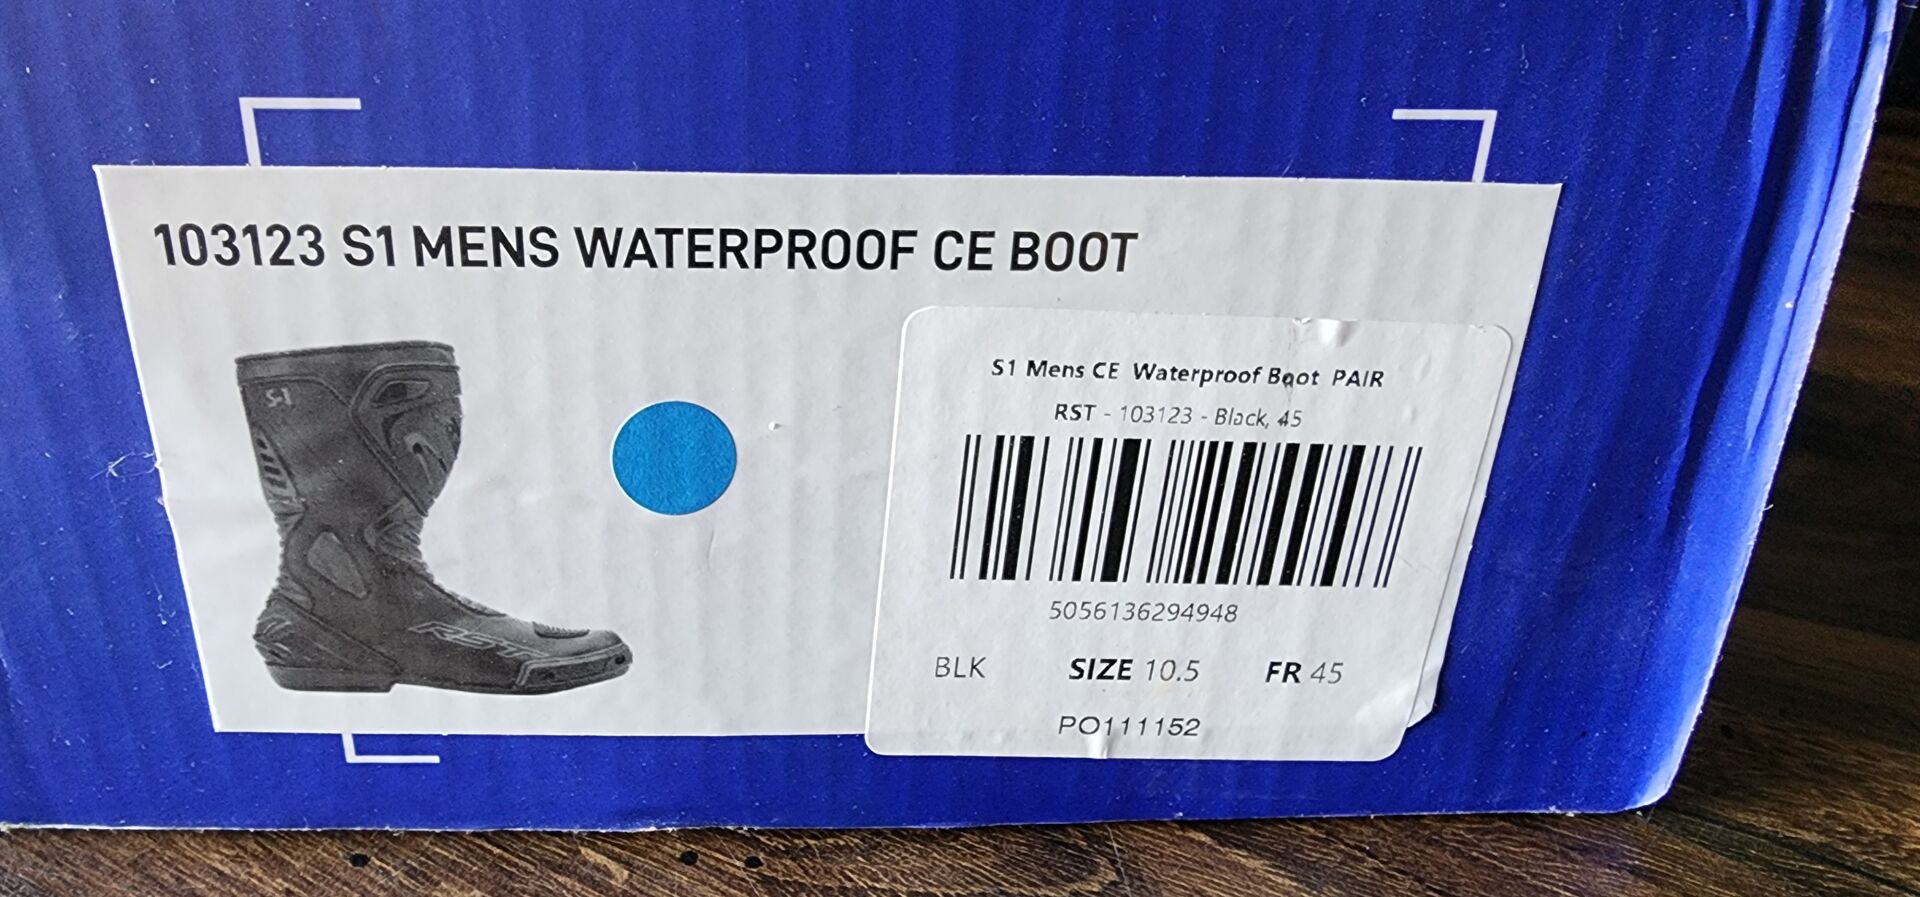 103123 S1 MENS WATERPROOF CE BOOT
S-1
RST
S1 Mens CE Waterproof Boot PAIR
RST - 103123 - Black, 45
5056136294948
BLK SIZE 10.5 FR 45
PO111152